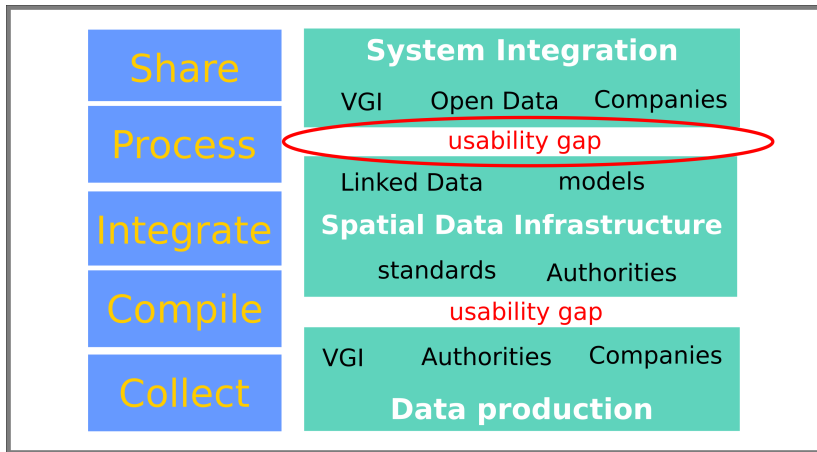 Share
Process
Integrate
Compile
Collect
System Integration
VGI Open Data Companies
usability gap
Linked Data models
Spatial Data Infrastructure
standards Authorities
usability gap
VGI Authorities Companies
Data production